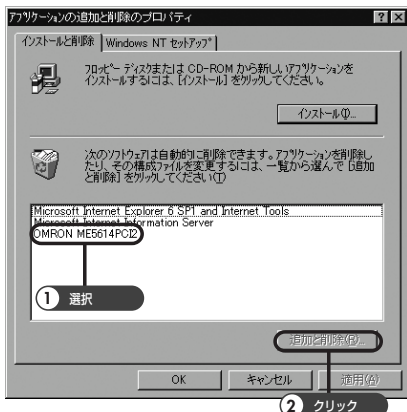 アプリケーションの追加と削除のプロパティ
インストールと削除
Windows NT セットアップ
フロッピー ディスクまたは CD-ROM から新しいアプリケーションを
インストールするには、[インストール] をクリックしてください。
インストール(I)...
次のソフトウェアは自動的に削除できます。アプリケーションを削除し
たり、その構成ファイルを変更するには、一覧から選んで [追加
と削除] をクリックしてください(T)
Microsoft Internet Explorer 6 SP1 and Internet Tools
Microsoft Internet Information Server
OMRON ME5614PCI2
1 選択
追加と削除(R)...
OK
キャンセル
適用(A)
2 クリック